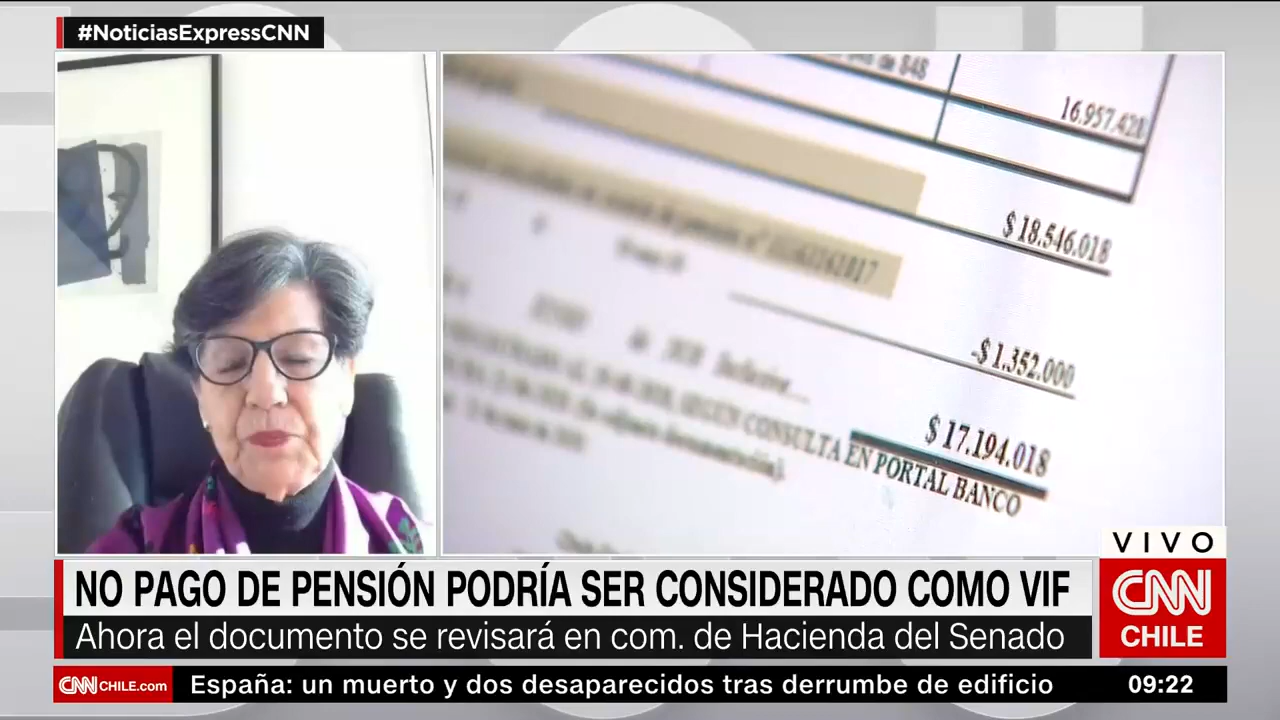 #NoticiasExpressCNN
de 848
16.957.428
$ 18.546.018
-$ 1.352.000
$ 17.194.018
CONSULTA EN PORTAL BANCO
VIVO
NO PAGO DE PENSIÓN PODRÍA SER CONSIDERADO COMO VIF
CNN
CHILE
Ahora el documento se revisará en com. de Hacienda del Senado
CNNCHILE.com
España: un muerto y dos desaparecidos tras derrumbe de edificio
09:22